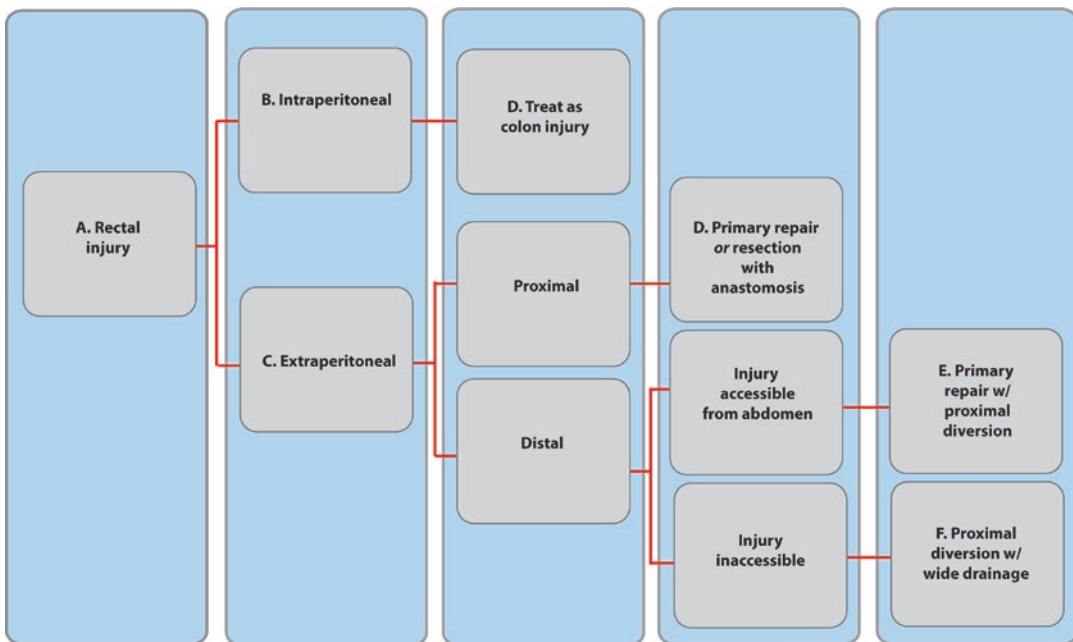 A. Rectal
injury
B. Intraperitoneal
C. Extraperitoneal
D. Treat as
colon injury
Proximal
Distal
D. Primary repair
or resection
with
anastomosis
Injury
accessible
from abdomen
Injury
inaccessible
E. Primary
repair w/
proximal
diversion
F. Proximal
diversion w/
wide drainage